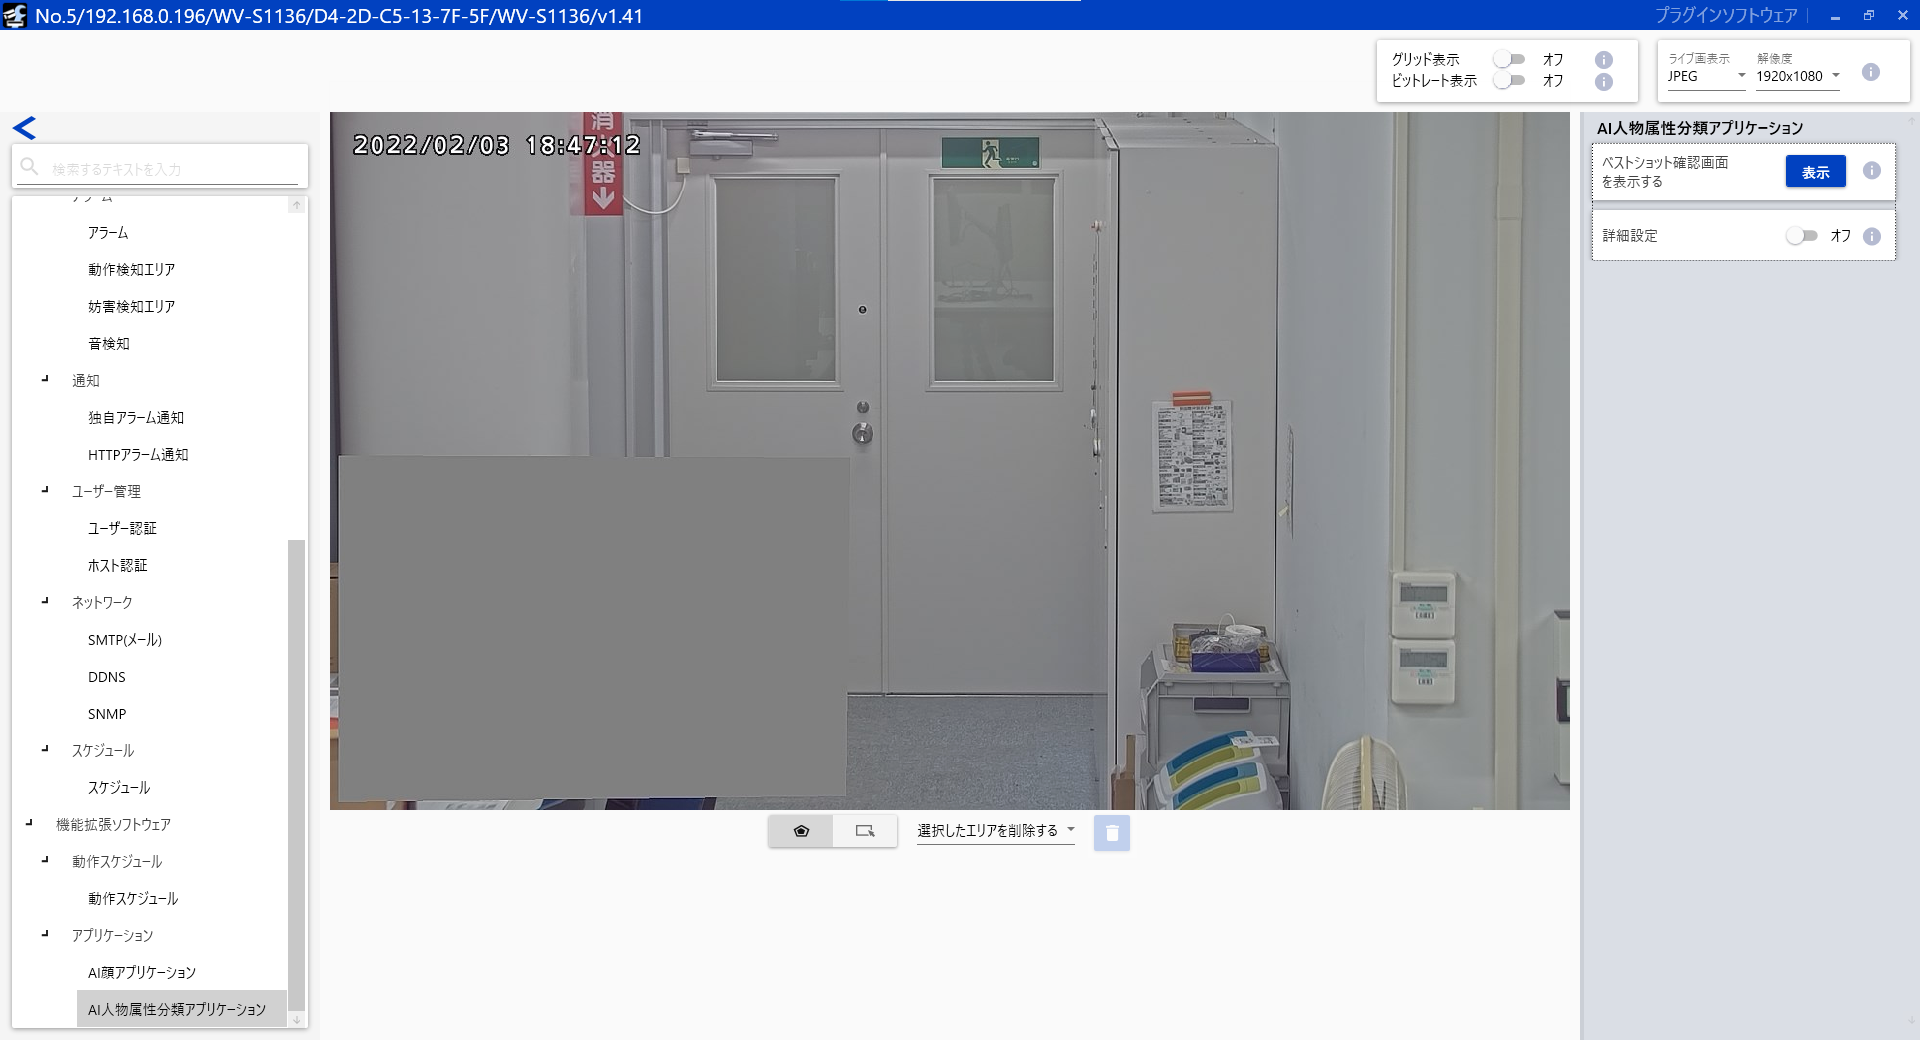 No.5/192.168.0.196/WV-S1136/D4-2D-C5-13-7F-5F/WV-S1136/v1.41
プラグインソフトウェア
グリッド表示 オフ
ビットレート表示 オフ
ライブ画表示
JPEG
解像度
1920x1080
検索するテキストを入力
アラーム
アラーム
動作検知エリア
妨害検知エリア
音検知
通知
独自アラーム通知
HTTPアラーム通知
ユーザー管理
ユーザー認証
ホスト認証
ネットワーク
SMTP(メール)
DDNS
SNMP
スケジュール
スケジュール
機能拡張ソフトウェア
動作スケジュール
動作スケジュール
アプリケーション
AI顔アプリケーション
AI人物属性分類アプリケーション
2022/02/03 18:47:12
消
器
選択したエリアを削除する
AI人物属性分類アプリケーション
ベストショット確認画面
を表示する
表示
詳細設定 オフ